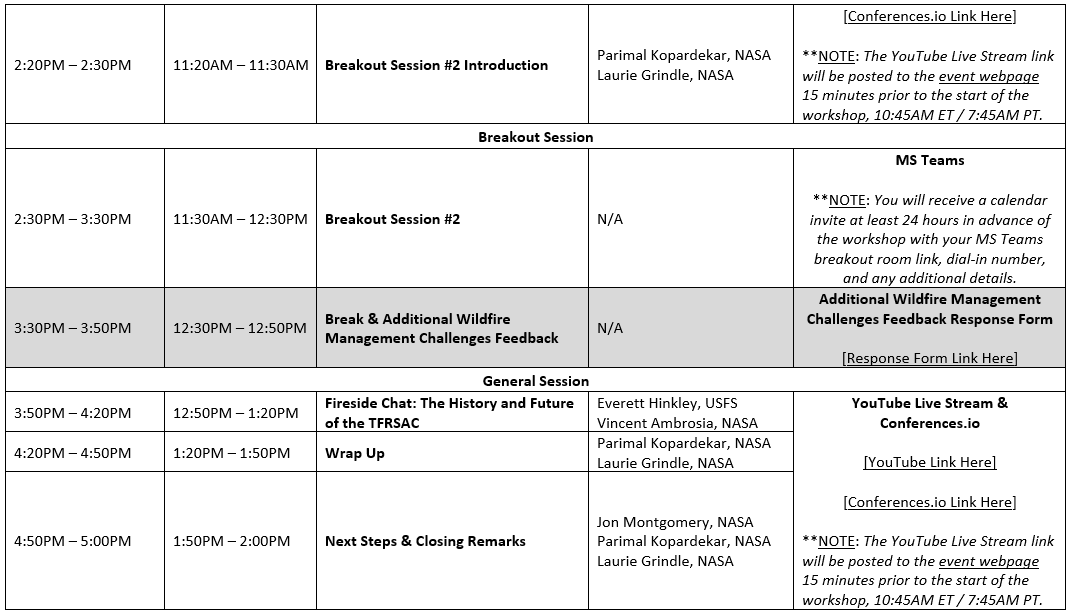 [Conferences.io Link Here]
**NOTE: The YouTube Live Stream link
will be posted to the event webpage
15 minutes prior to the start of the
workshop, 10:45AM ET / 7:45AM PT.
2:20PM – 2:30PM
11:20AM – 11:30AM
Breakout Session #2 Introduction
Parimal Kopardekar, NASA
Laurie Grindle, NASA
Breakout Session
2:30PM – 3:30PM
11:30AM – 12:30PM
Breakout Session #2
N/A
MS Teams
**NOTE: You will receive a calendar
invite at least 24 hours in advance of
the workshop with your MS Teams
breakout room link, dial-in number,
and any additional details.
3:30PM – 3:50PM
12:30PM – 12:50PM
Break & Additional Wildfire
Management Challenges Feedback
N/A
Additional Wildfire Management
Challenges Feedback Response Form
[Response Form Link Here]
General Session
3:50PM – 4:20PM
12:50PM – 1:20PM
Fireside Chat: The History and Future
of the TFRSAC
Everett Hinkley, USFS
Vincent Ambrosia, NASA
4:20PM – 4:50PM
1:20PM – 1:50PM
Wrap Up
Parimal Kopardekar, NASA
Laurie Grindle, NASA
4:50PM – 5:00PM
1:50PM – 2:00PM
Next Steps & Closing Remarks
Jon Montgomery, NASA
Parimal Kopardekar, NASA
Laurie Grindle, NASA
YouTube Live Stream &
Conferences.io
[YouTube Link Here]
[Conferences.io Link Here]
**NOTE: The YouTube Live Stream link
will be posted to the event webpage
15 minutes prior to the start of the
workshop, 10:45AM ET / 7:45AM PT.